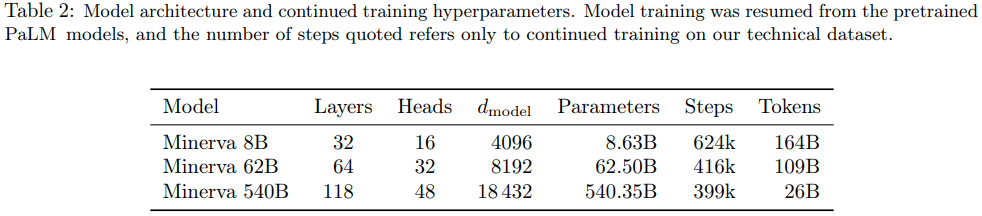 Table 2: Model architecture and continued training hyperparameters. Model training was resumed from the pretrained
PaLM models, and the number of steps quoted refers only to continued training on our technical dataset.
Model Layers Heads d_model Parameters Steps Tokens
Minerva 8B 32 16 4096 8.63B 624k 164B
Minerva 62B 64 32 8192 62.50B 416k 109B
Minerva 540B 118 48 18 432 540.35B 399k 26B